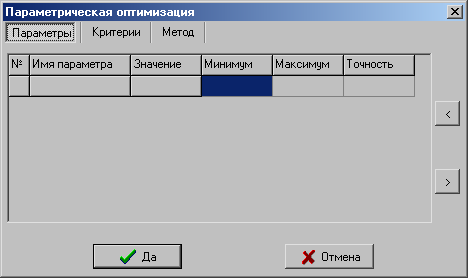 Параметрическая оптимизация
Параметры Критерии Метод
№ Имя параметра Значение Минимум Максимум Точность
<
>
Да Отмена